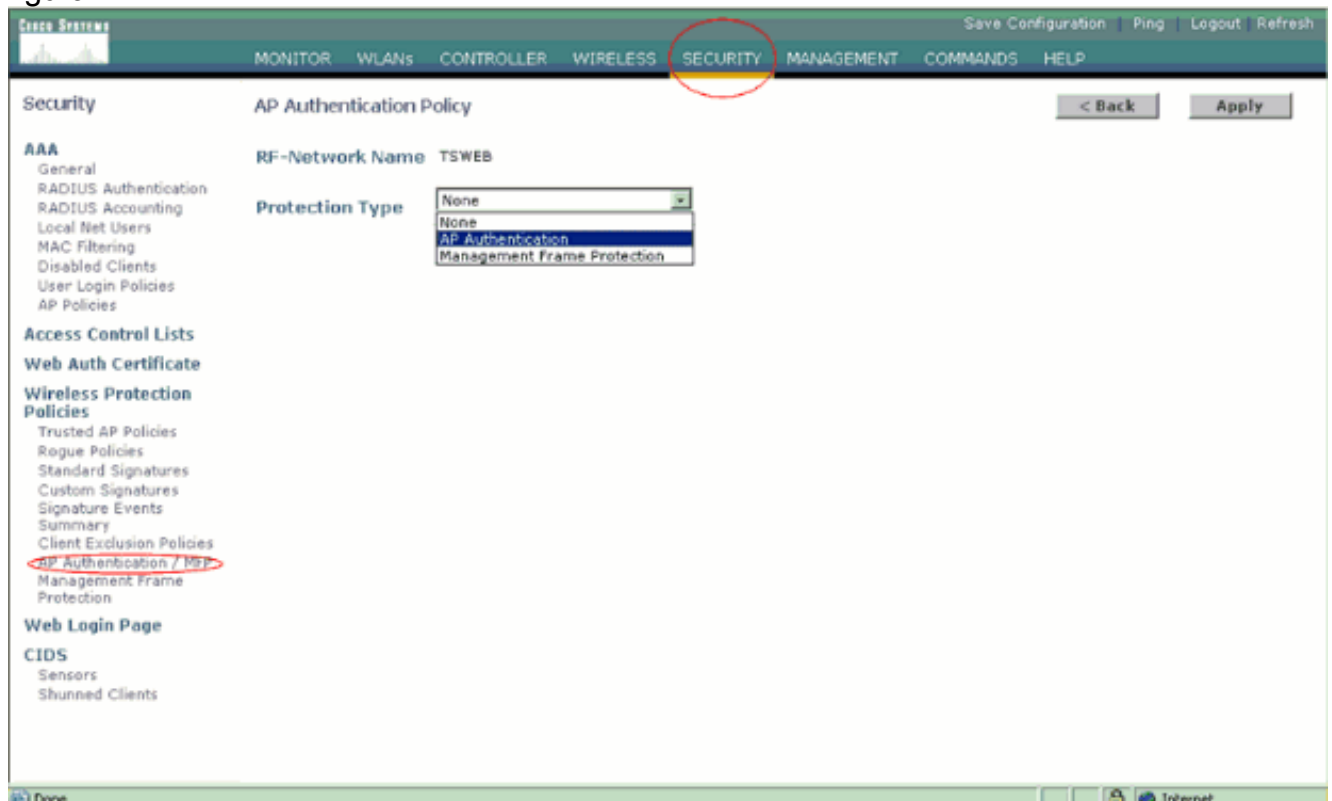 CISCO SYSTEMS
Save Configuration | Ping | Logout | Refresh
MONITOR WLANs CONTROLLER WIRELESS SECURITY MANAGEMENT COMMANDS HELP
Security
AAA
General
RADIUS Authentication
RADIUS Accounting
Local Net Users
MAC Filtering
Disabled Clients
User Login Policies
AP Policies
Access Control Lists
Web Auth Certificate
Wireless Protection
Policies
Trusted AP Policies
Rogue Policies
Standard Signatures
Custom Signatures
Signature Events
Summary
Client Exclusion Policies
AP Authentication / MFP
Management Frame
Protection
Web Login Page
CIDS
Sensors
Shunned Clients
AP Authentication Policy
< Back Apply
RF-Network Name TSWEB
Protection Type None
None
AP Authentication
Management Frame Protection
Done Internet